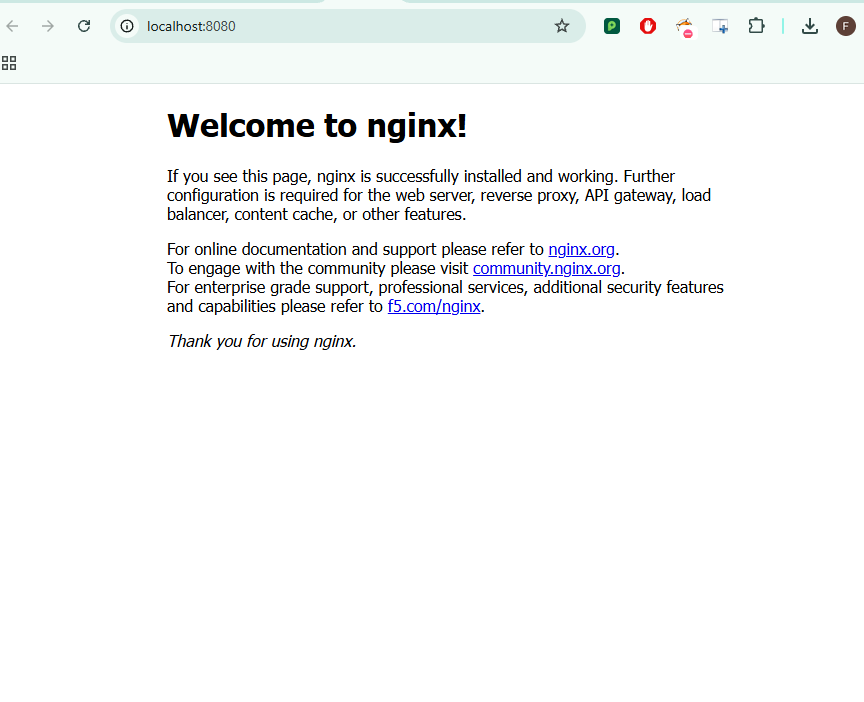 localhost:8080
F
Welcome to nginx!
If you see this page, nginx is successfully installed and working. Further
configuration is required for the web server, reverse proxy, API gateway, load
balancer, content cache, or other features.
For online documentation and support please refer to nginx.org.
To engage with the community please visit community.nginx.org.
For enterprise grade support, professional services, additional security features
and capabilities please refer to f5.com/nginx.
Thank you for using nginx.